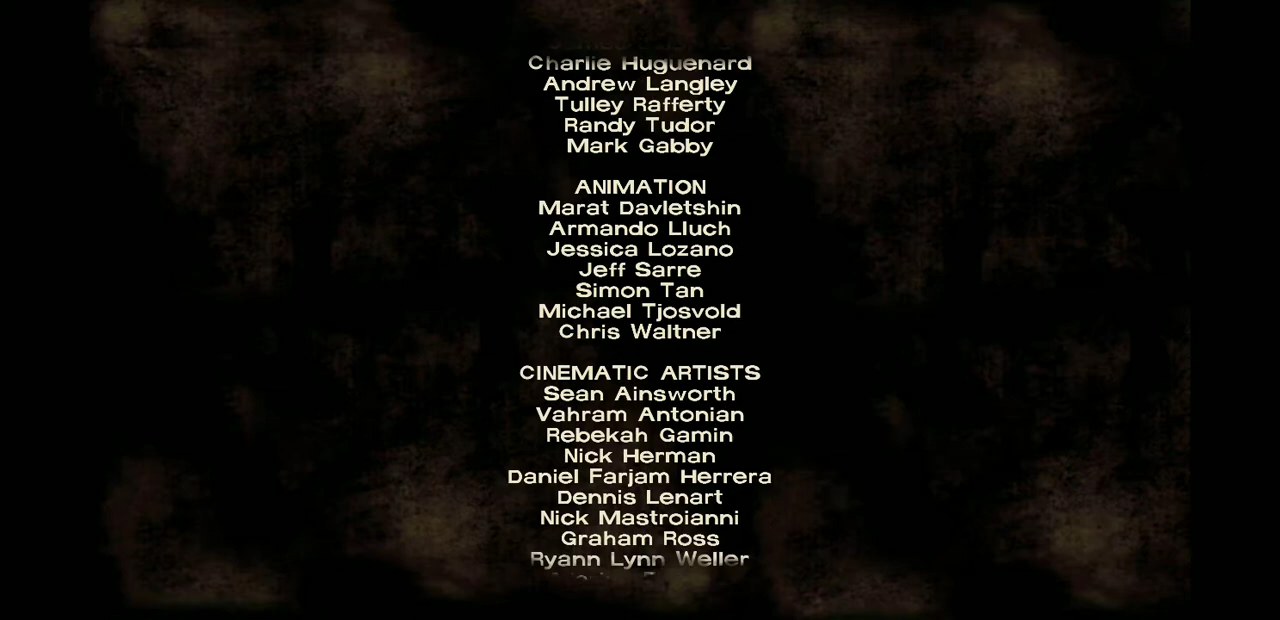 Charlie Huguenard
Andrew Langley
Tulley Rafferty
Randy Tudor
Mark Gabby
ANIMATION
Marat Davletshin
Armando Lluch
Jessica Lozano
Jeff Sarre
Simon Tan
Michael Tjosvold
Chris Waltner
CINEMATIC ARTISTS
Sean Ainsworth
Vahram Antonian
Rebekah Gamin
Nick Herman
Daniel Farjam Herrera
Dennis Lenart
Nick Mastroianni
Graham Ross
Ryann Lynn Weller